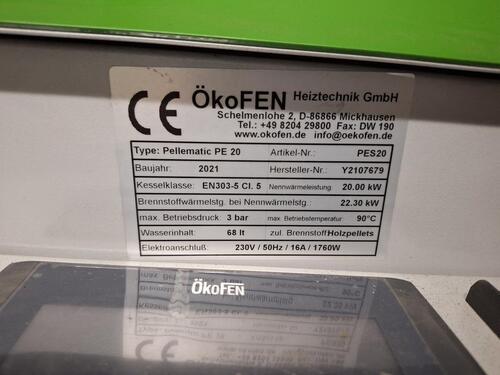 CE ÖkoFEN Heiztechnik GmbH
Schelmenlohe 2, D-86866 Mickhausen
Tel.: +49 8204 29800 Fax: DW 190
www.okofen.de info@oekofen.de
Type: Pellematic PE 20 Artikel-Nr.: PES20
Baujahr: 2021 Hersteller-Nr.: Y2107679
Kesselklasse: EN303-5 Cl. 5 Nennwärmeleistung: 20.00 kW
Brennstoffwärmelstg. bei Nennwärmelstg.: 22.30 kW
max. Betriebsdruck: 3 bar max. Betriebstemperatur 90°C
Wasserinhalt: 68 lt zul. Brennstoff Holzpellets
Elektroanschluß: 230V / 50Hz / 16A / 1760W
ÖkoFEN